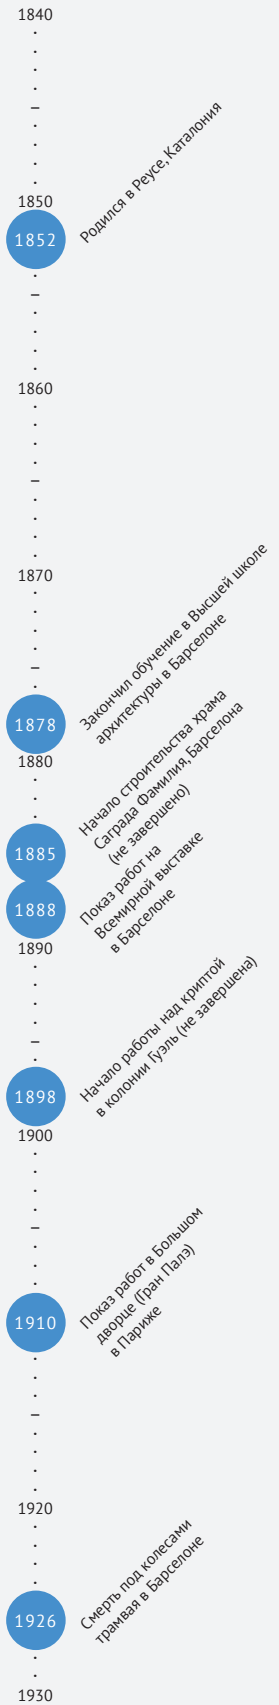 1840
1850
1852
Родился в Реусе, Каталония
1860
1870
1878
Закончил обучение в Высшей школе
архитектуры в Барселоне
1880
1885
Начало строительства храма
Саграда Фамилия, Барселона
(не завершено)
1888
Показ работ на
Всемирной выставке
в Барселоне
1890
1898
Начало работы над криптой
в колонии Гуэль (не завершена)
1900
1910
Показ работ в Большом
дворце (Гран Палэ)
в Париже
1920
1926
Смерть под колесами
трамвая в Барселоне
1930